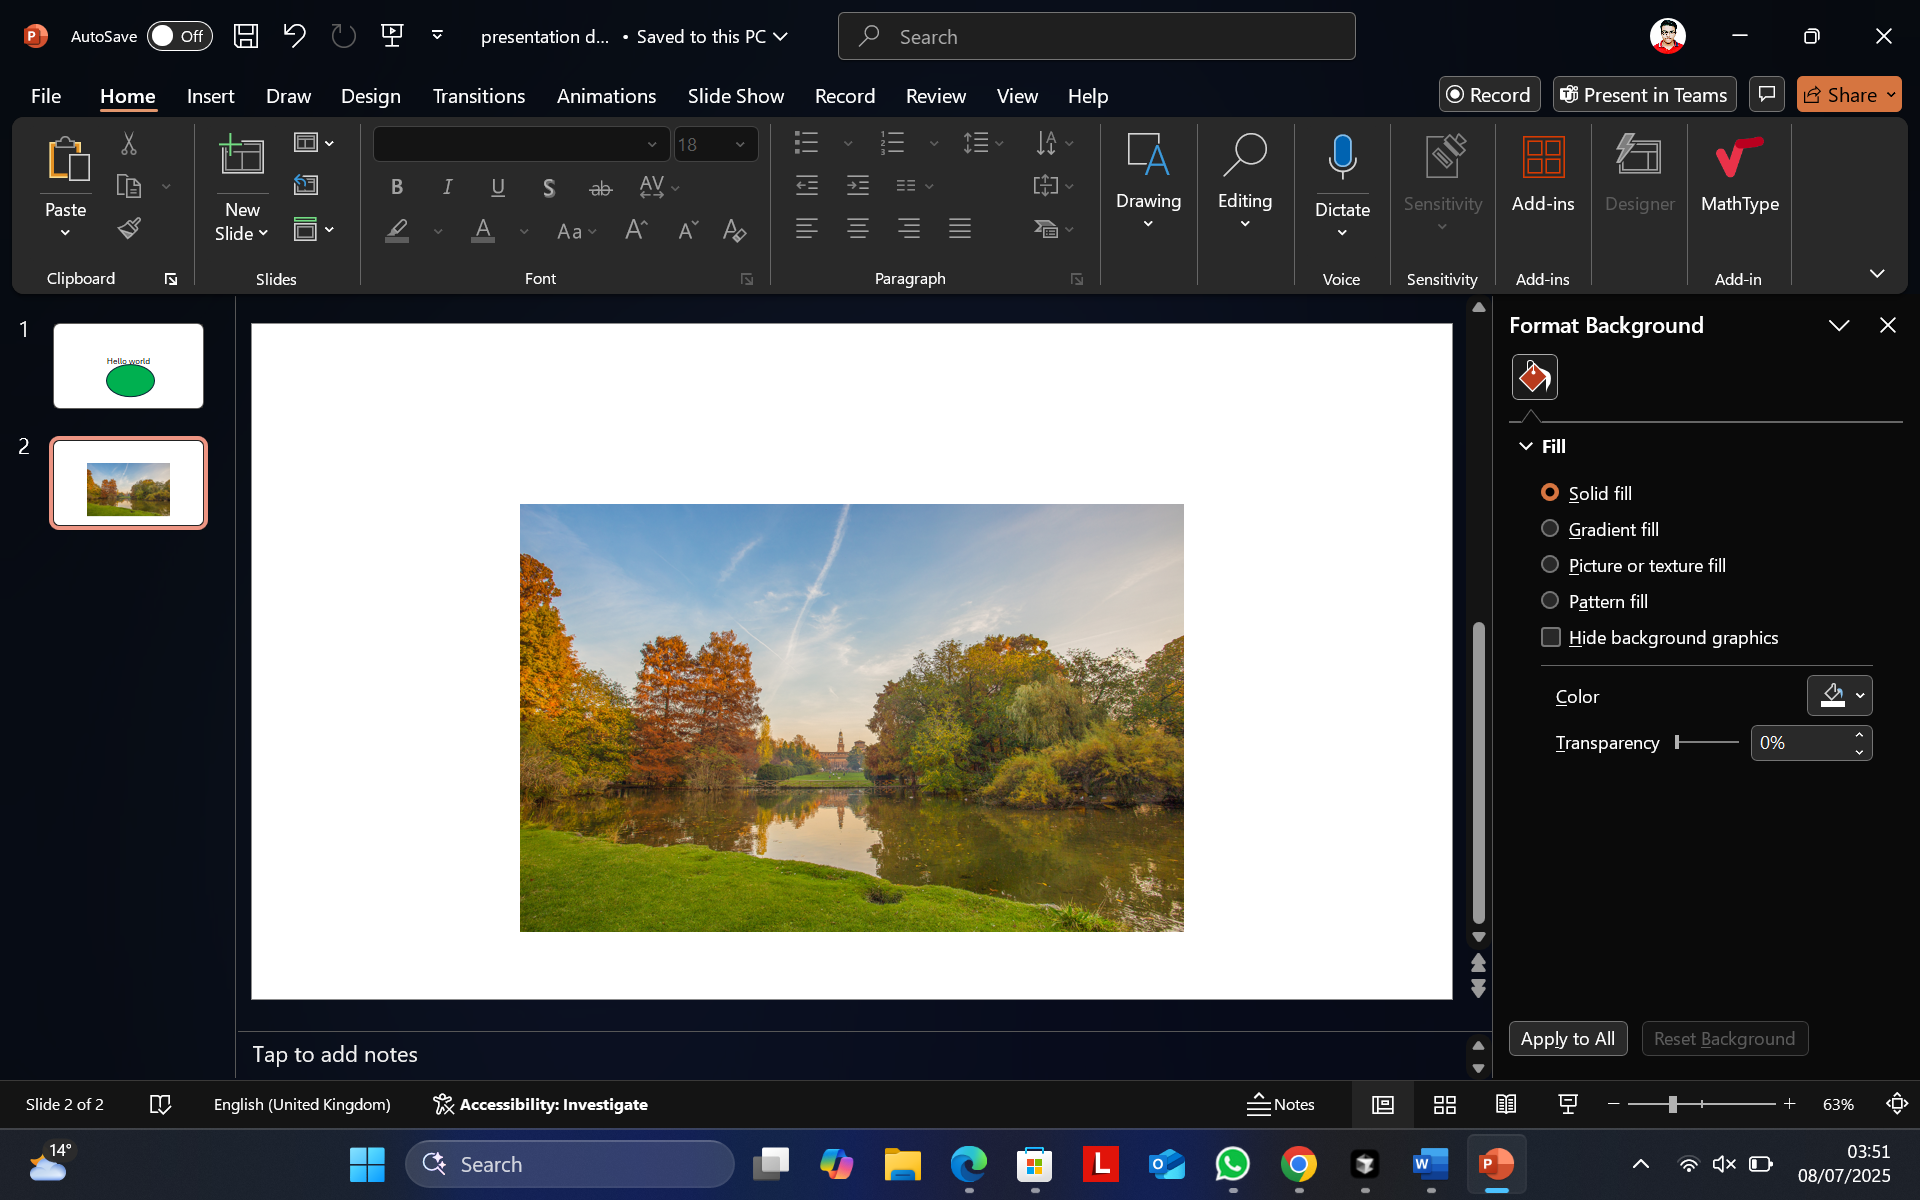 AutoSave
Off
presentation d... • Saved to this PC
Search
File
Home
Insert
Draw
Design
Transitions
Animations
Slide Show
Record
Review
View
Help
Record
Present in Teams
Share
Paste
Clipboard
New
Slide
Slides
18
B
I
U
S
ab
AV
A
Aa
A
A
A
Font
Paragraph
Drawing
Editing
Dictate
Voice
Sensitivity
Sensitivity
Add-ins
Add-ins
Designer
MathType
Add-in
1
Hello world
2
Format Background
Fill
Solid fill
Gradient fill
Picture or texture fill
Pattern fill
Hide background graphics
Color
Transparency
0%
Apply to All
Reset Background
Tap to add notes
Slide 2 of 2
English (United Kingdom)
Accessibility: Investigate
Notes
63%
14°
Search
03:51
08/07/2025